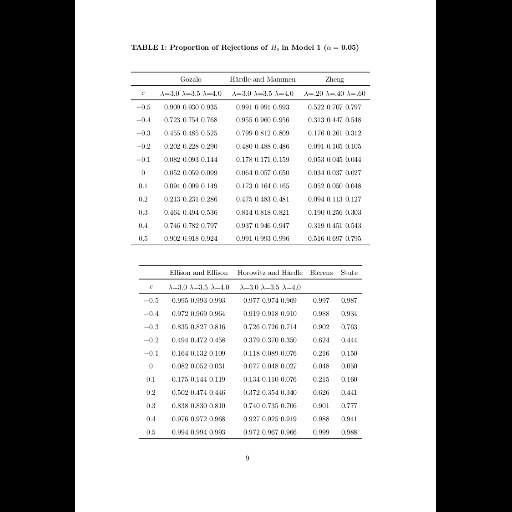 TABLE 1: Proportion of Rejections of H₀ in Model 1 (α = 0.05)
Gozalo Härdle and Mammen Zheng
c λ=3.0 λ=3.5 λ=4.0 λ=3.0 λ=3.5 λ=4.0 λ=.20 λ=.40 λ=.60
−0.5 0.909 0.930 0.935 0.991 0.991 0.993 0.522 0.707 0.797
−0.4 0.723 0.754 0.768 0.955 0.960 0.956 0.313 0.447 0.548
−0.3 0.455 0.485 0.525 0.799 0.812 0.809 0.176 0.261 0.312
−0.2 0.202 0.228 0.290 0.480 0.488 0.486 0.091 0.105 0.105
−0.1 0.082 0.093 0.144 0.178 0.171 0.159 0.053 0.045 0.044
0 0.052 0.059 0.099 0.064 0.057 0.050 0.034 0.037 0.027
0.1 0.094 0.099 0.149 0.173 0.164 0.165 0.052 0.050 0.048
0.2 0.213 0.231 0.286 0.475 0.483 0.481 0.094 0.113 0.127
0.3 0.464 0.494 0.536 0.814 0.818 0.821 0.190 0.256 0.303
0.4 0.746 0.782 0.797 0.937 0.946 0.947 0.319 0.451 0.543
0.5 0.902 0.918 0.924 0.991 0.993 0.996 0.516 0.697 0.795
Ellison and Ellison Horowitz and Härdle Bierens Stute
c λ=3.0 λ=3.5 λ=4.0 λ=3.0 λ=3.5 λ=4.0
−0.5 0.995 0.993 0.993 0.977 0.974 0.969 0.997 0.987
−0.4 0.972 0.969 0.964 0.919 0.918 0.910 0.988 0.934
−0.3 0.835 0.827 0.816 0.726 0.726 0.714 0.902 0.763
−0.2 0.494 0.472 0.458 0.379 0.370 0.350 0.624 0.444
−0.1 0.164 0.132 0.109 0.118 0.089 0.076 0.216 0.150
0 0.082 0.052 0.031 0.077 0.048 0.027 0.048 0.050
0.1 0.175 0.144 0.119 0.134 0.110 0.076 0.215 0.160
0.2 0.502 0.474 0.446 0.372 0.354 0.340 0.626 0.441
0.3 0.838 0.830 0.810 0.740 0.735 0.705 0.901 0.777
0.4 0.976 0.972 0.968 0.927 0.925 0.919 0.988 0.941
0.5 0.994 0.994 0.993 0.972 0.967 0.966 0.999 0.988
9